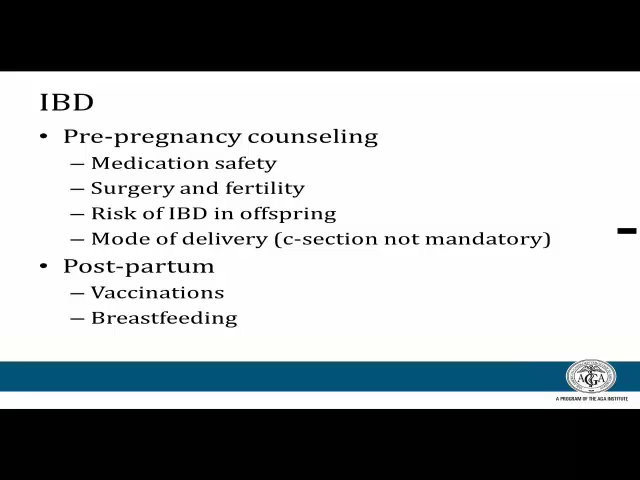 IBD
• Pre-pregnancy counseling
– Medication safety
– Surgery and fertility
– Risk of IBD in offspring
– Mode of delivery (c-section not mandatory)
• Post-partum
– Vaccinations
– Breastfeeding
AGA
A PROGRAM OF THE AGA INSTITUTE